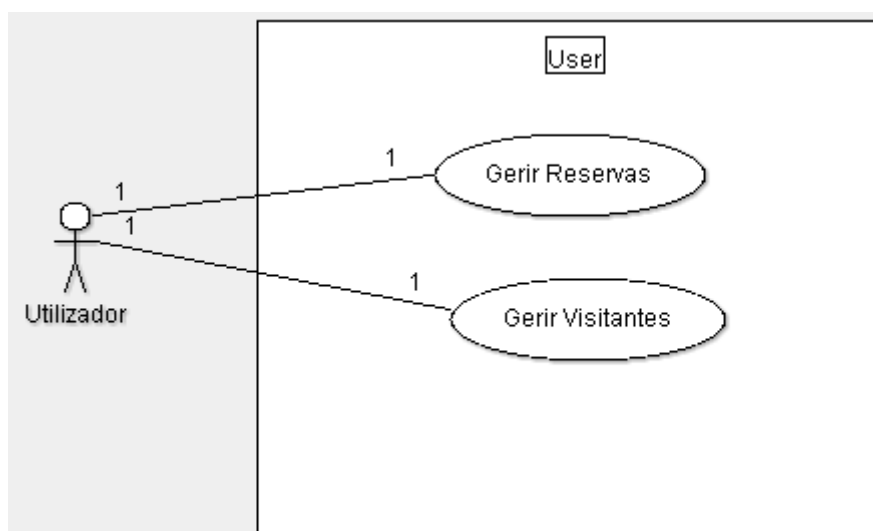 User
1
Gerir Reservas
1
1
1
Gerir Visitantes
Utilizador